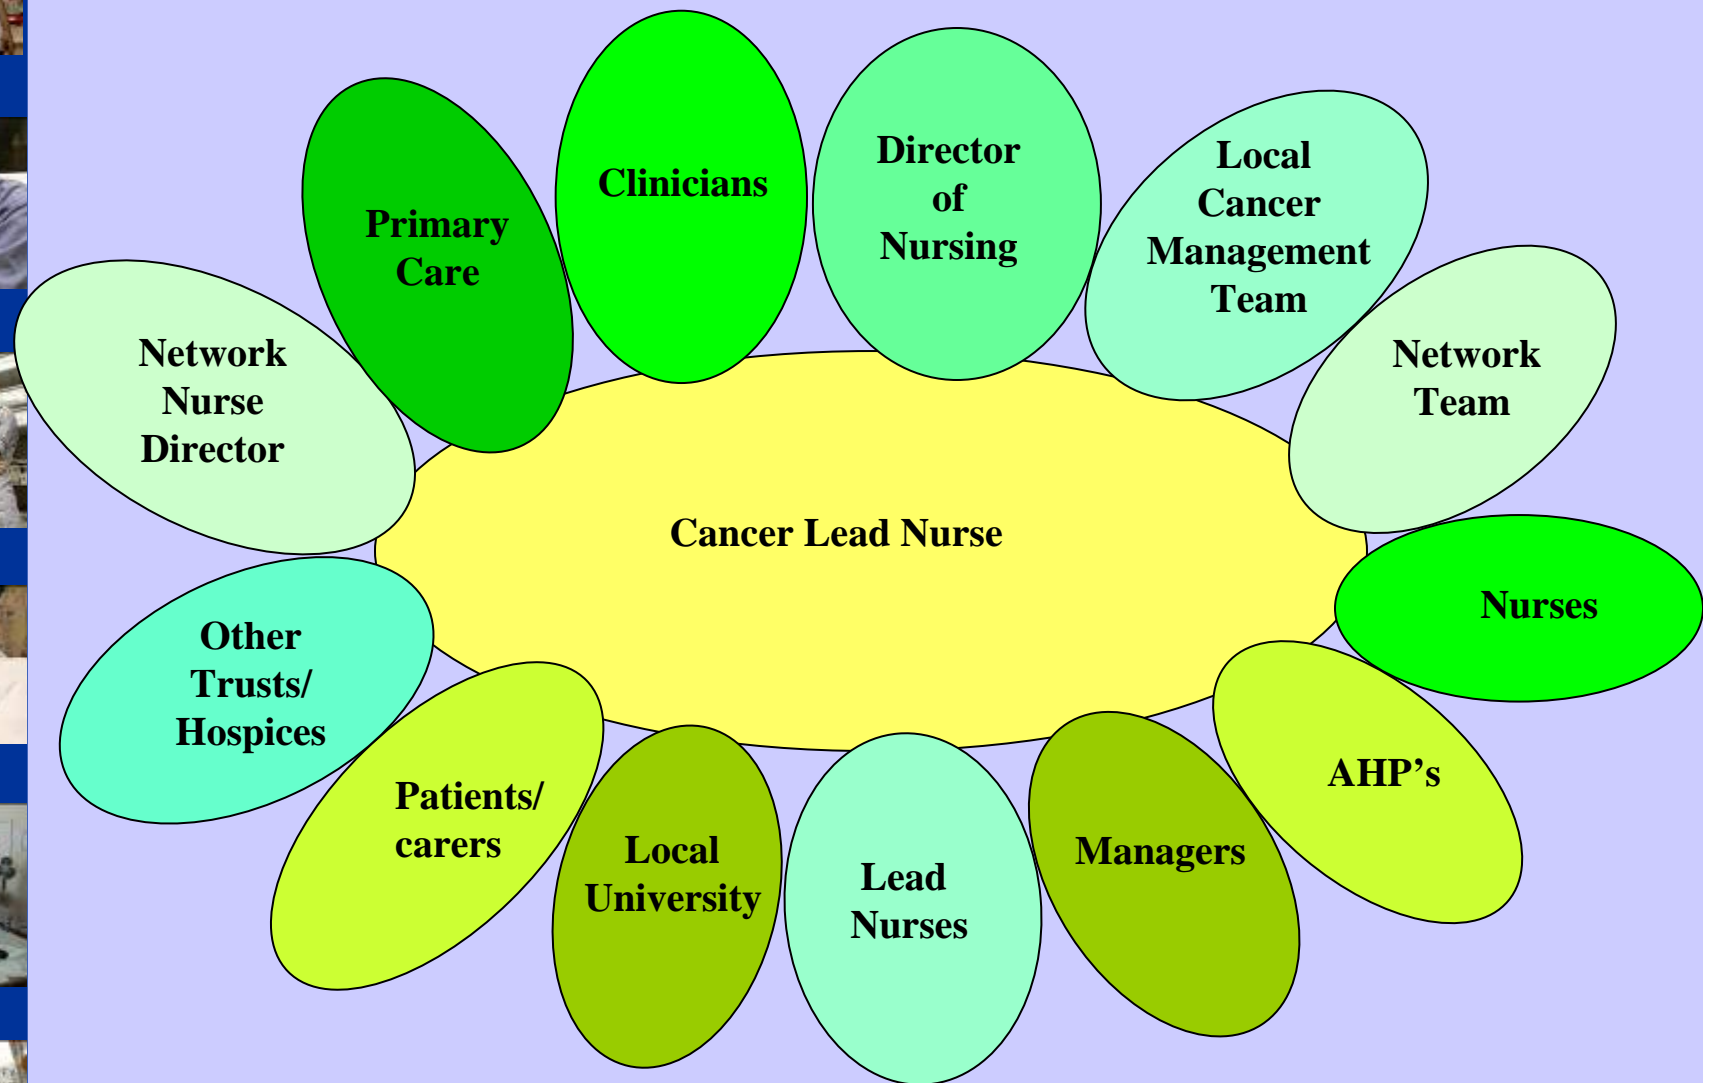 Clinicians
Director
of
Nursing
Local
Cancer
Management
Team
Primary
Care
Network
Nurse
Director
Network
Team
Cancer Lead Nurse
Nurses
Other
Trusts/
Hospices
AHP’s
Patients/
carers
Local
University
Lead
Nurses
Managers